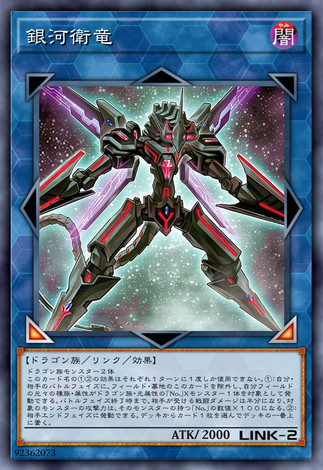 銀河衛竜
やみ
闇
【ドラゴン族／リンク／効果】
ドラゴン族モンスター２体
このカード名の①②の効果はそれぞれ１ターンに１度しか使用できない。①：自分・
相手のバトルフェイズに、フィールド・墓地のこのカードを除外し、自分フィールド
の元々の種族・属性がドラゴン族・光属性の「No.」Xモンスター１体を対象として発
動できる。バトルフェイズ終了時まで、相手が受ける戦闘ダメージは半分になり、対
象のモンスターの攻撃力は、そのモンスターの持つ「No.」の数値×１００になる。②：
相手エンドフェイズに発動できる。デッキからカード１枚を選んでデッキの一番上
に置く。
ATK/ 2000 LINK-2
92362073